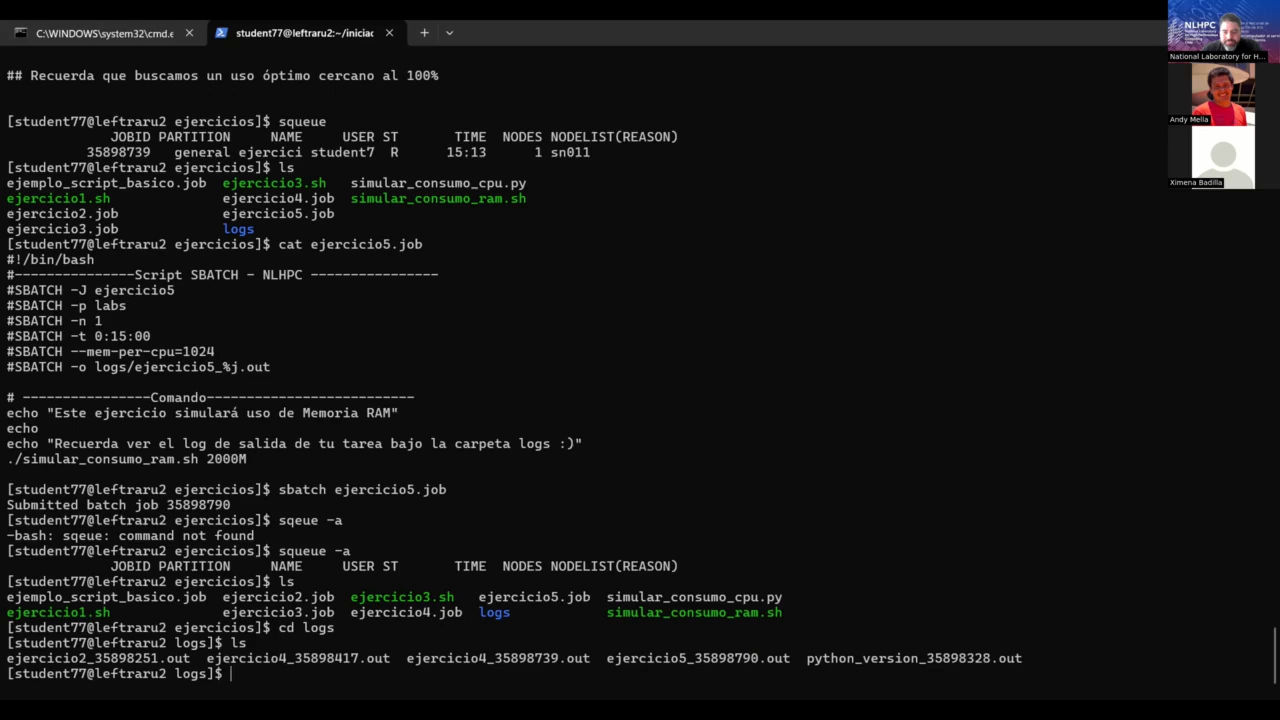 C:\WINDOWS\system32\cmd.e
student77@leftraru2:~/iniciac
## Recuerda que buscamos un uso óptimo cercano al 100%
[student77@leftraru2 ejercicios]$ squeue
JOBID PARTITION NAME USER ST TIME NODES NODELIST(REASON)
35898739 general ejercici student7 R 15:13 1 sn011
[student77@leftraru2 ejercicios]$ ls
ejemplo_script_basico.job ejercicio3.sh simular_consumo_cpu.py
ejercicio1.sh ejercicio4.job simular_consumo_ram.sh
ejercicio2.job ejercicio5.job
ejercicio3.job logs
[student77@leftraru2 ejercicios]$ cat ejercicio5.job
#!/bin/bash
#---------------Script SBATCH - NLHPC ---------------
#SBATCH -J ejercicio5
#SBATCH -p labs
#SBATCH -n 1
#SBATCH -t 0:15:00
#SBATCH --mem-per-cpu=1024
#SBATCH -o logs/ejercicio5_%j.out
# ----------------Comando--------------------------
echo "Este ejercicio simulará uso de Memoria RAM"
echo
echo "Recuerda ver el log de salida de tu tarea bajo la carpeta logs :)"
./simular_consumo_ram.sh 2000M
[student77@leftraru2 ejercicios]$ sbatch ejercicio5.job
Submitted batch job 35898790
[student77@leftraru2 ejercicios]$ sqeue -a
-bash: sqeue: command not found
[student77@leftraru2 ejercicios]$ squeue -a
JOBID PARTITION NAME USER ST TIME NODES NODELIST(REASON)
[student77@leftraru2 ejercicios]$ ls
ejemplo_script_basico.job ejercicio2.job ejercicio3.sh ejercicio5.job simular_consumo_cpu.py
ejercicio1.sh ejercicio3.job ejercicio4.job logs simular_consumo_ram.sh
[student77@leftraru2 ejercicios]$ cd logs
[student77@leftraru2 logs]$ ls
ejercicio2_35898251.out ejercicio4_35898417.out ejercicio4_35898739.out ejercicio5_35898790.out python_version_35898328.out
[student77@leftraru2 logs]$
NLHPC
National Laboratory for H...
Andy Mella
Ximena Badilla